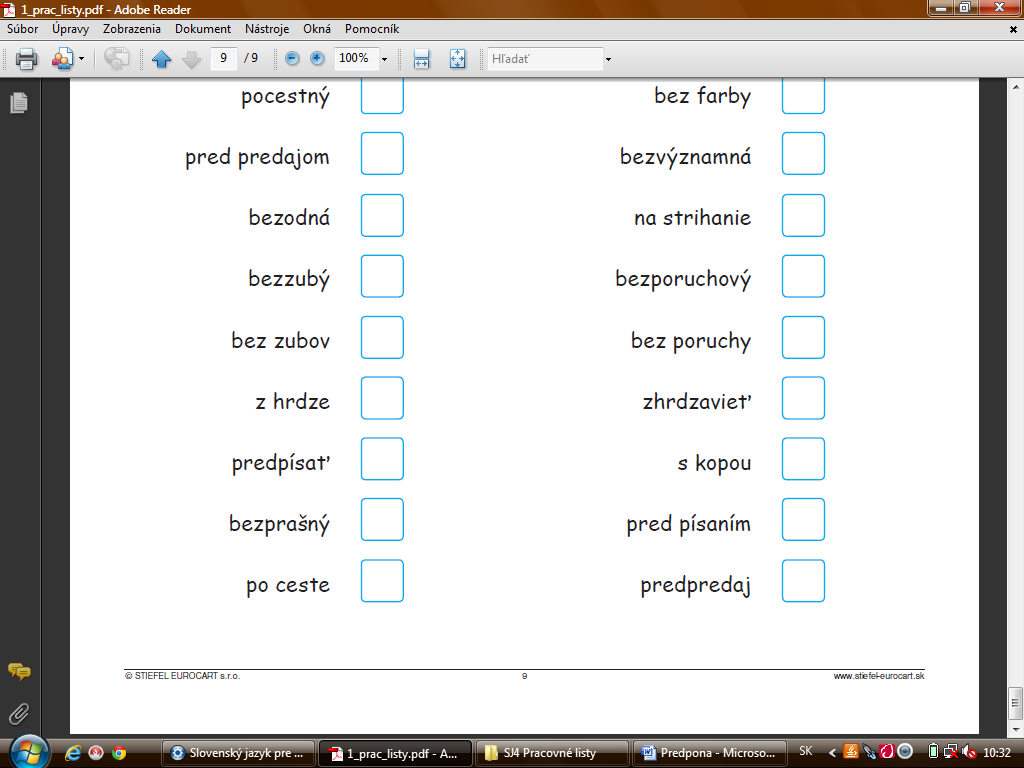 1_prac_listy.pdf - Adobe Reader
Súbor Úpravy Zobrazenia Dokument Nástroje Okná Pomocník
9 / 9 100% Hľadať
pocestný bez farby
pred predajom bezvýznamná
bezodná na strihanie
bezzubý bezporuchový
bez zubov bez poruchy
z hrdze zhrdzavieť
predpísať s kopou
bezprašný pred písaním
po ceste predpredaj
© STIEFEL EUROCART s.r.o. 9 www.stiefel-eurocart.sk
Slovenský jazyk pre ... 1_prac_listy.pdf - A... SJ4 Pracovné listy Predpona - Microso... SK 10:32